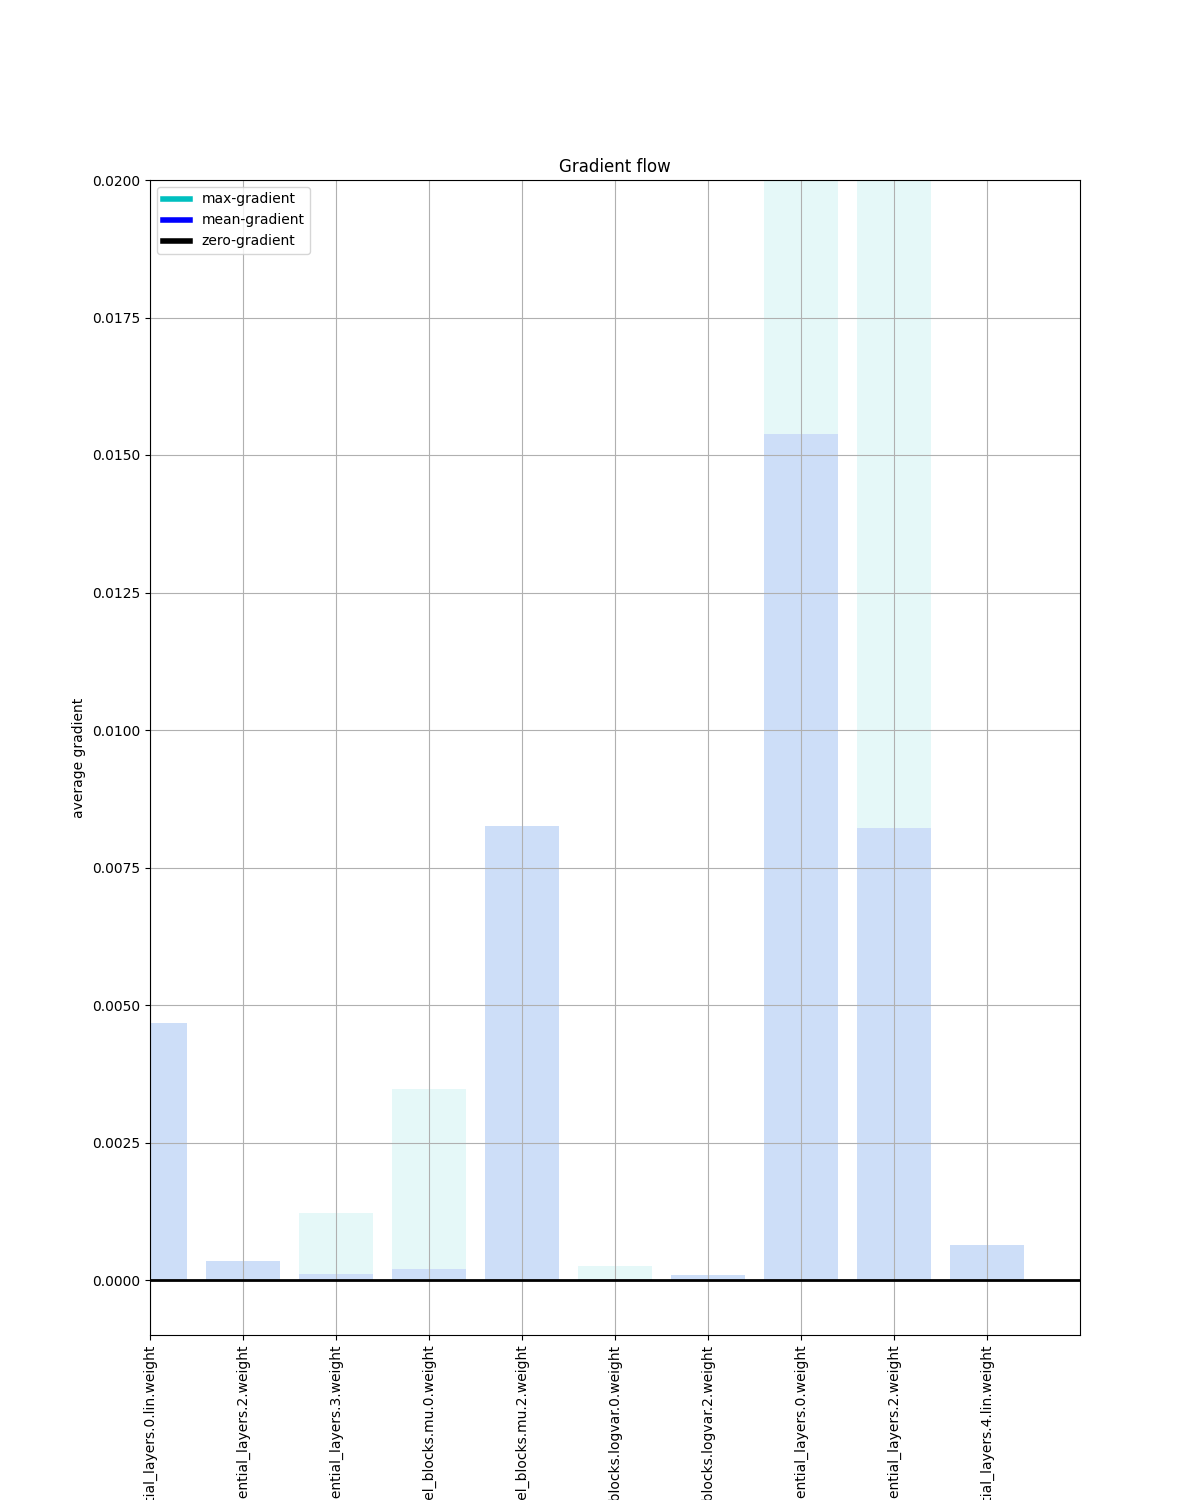 Gradient flow
max-gradient
mean-gradient
zero-gradient
0.0200
0.0175
0.0150
0.0125
0.0100
0.0075
0.0050
0.0025
0.0000
average gradient
tial_layers.0.lin.weight
ential_layers.2.weight
ential_layers.3.weight
el_blocks.mu.0.weight
el_blocks.mu.2.weight
blocks.logvar.0.weight
blocks.logvar.2.weight
ential_layers.0.weight
ential_layers.2.weight
tial_layers.4.lin.weight